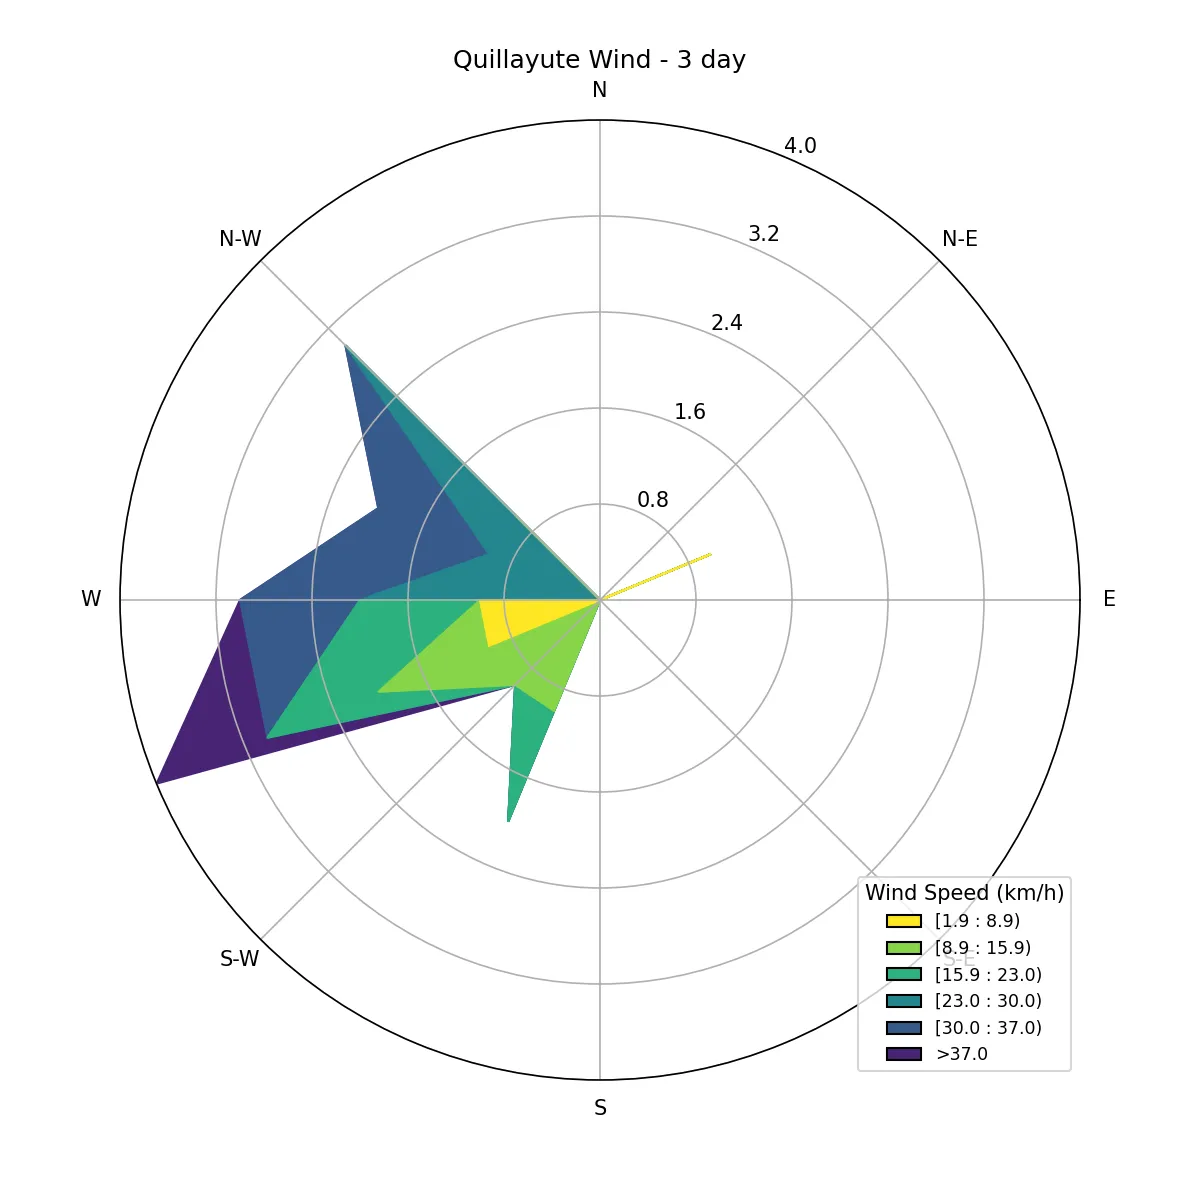 Quillayute Wind - 3 day
N
4.0
N-W
3.2
N-E
2.4
1.6
0.8
W
E
Wind Speed (km/h)
[1.9 : 8.9)
[8.9 : 15.9)
S-W
S-E
[15.9 : 23.0)
[23.0 : 30.0)
[30.0 : 37.0)
>37.0
S